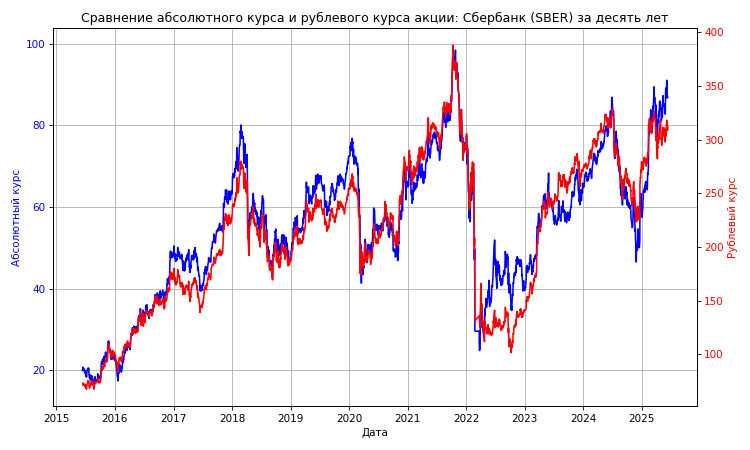 Сравнение абсолютного курса и рублевого курса акции: Сбербанк (SBER) за десять лет
Абсолютный курс
100
80
60
40
20
400
350
300
250
200
150
100
Рублевый курс
2015 2016 2017 2018 2019 2020 2021 2022 2023 2024 2025
Дата